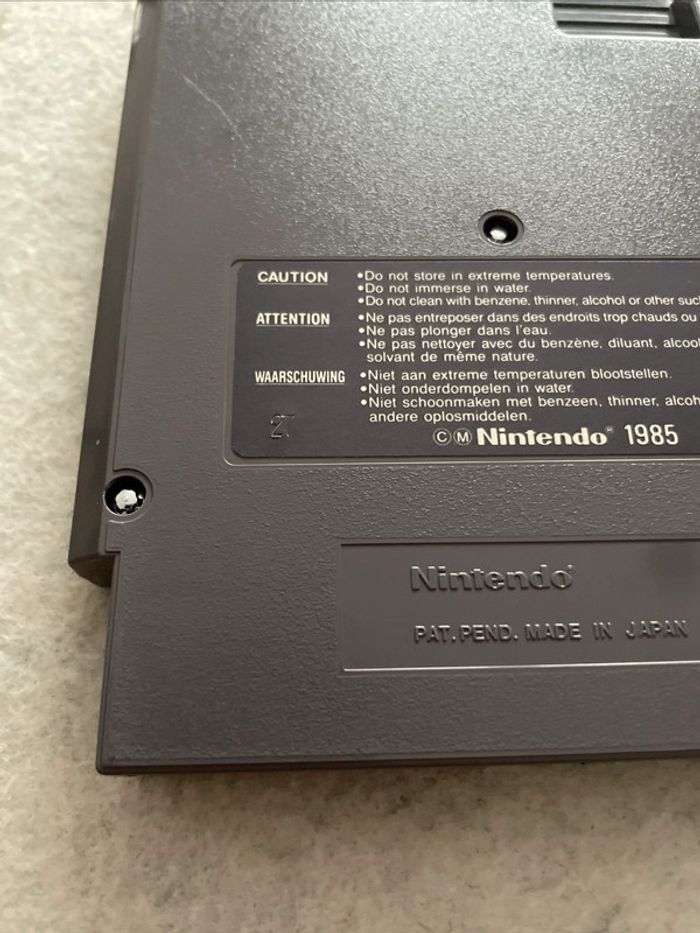 CAUTION
•Do not store in extreme temperatures.
•Do not immerse in water.
•Do not clean with benzene, thinner, alcohol or other
ATTENTION
•Ne pas entreposer dans des endroits trop chauds ou
•Ne pas plonger dans l'eau.
•Ne pas nettoyer avec du benzène, diluant,
solvant de même nature.
WAARSCHUWING
•Niet aan extreme temperaturen blootstellen.
•Niet onderdompelen in water.
•Niet schoonmaken met benzeen, thinner,
andere oplosmiddelen.
©Ⓜ Nintendo® 1985
Nintendo®
PAT. PEND. MADE IN JAPAN